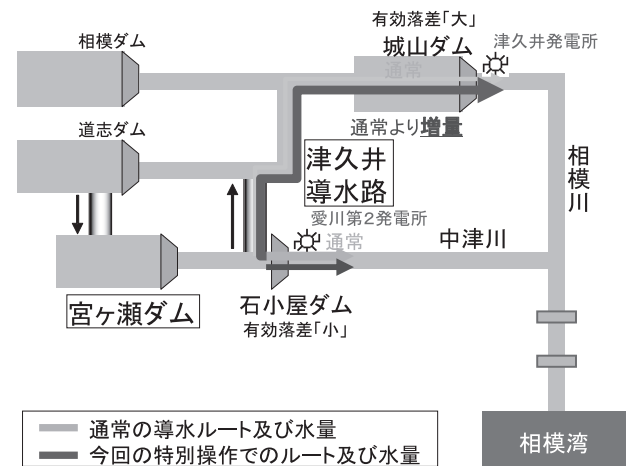 有効落差「大」
相模ダム
城山ダム
津久井発電所
通常
道志ダム
通常より増量
津久井
導水路
相模川
愛川第2発電所
通常
中津川
宮ヶ瀬ダム
石小屋ダム
有効落差「小」
通常の導水ルート及び水量
今回の特別操作でのルート及び水量
相模湾